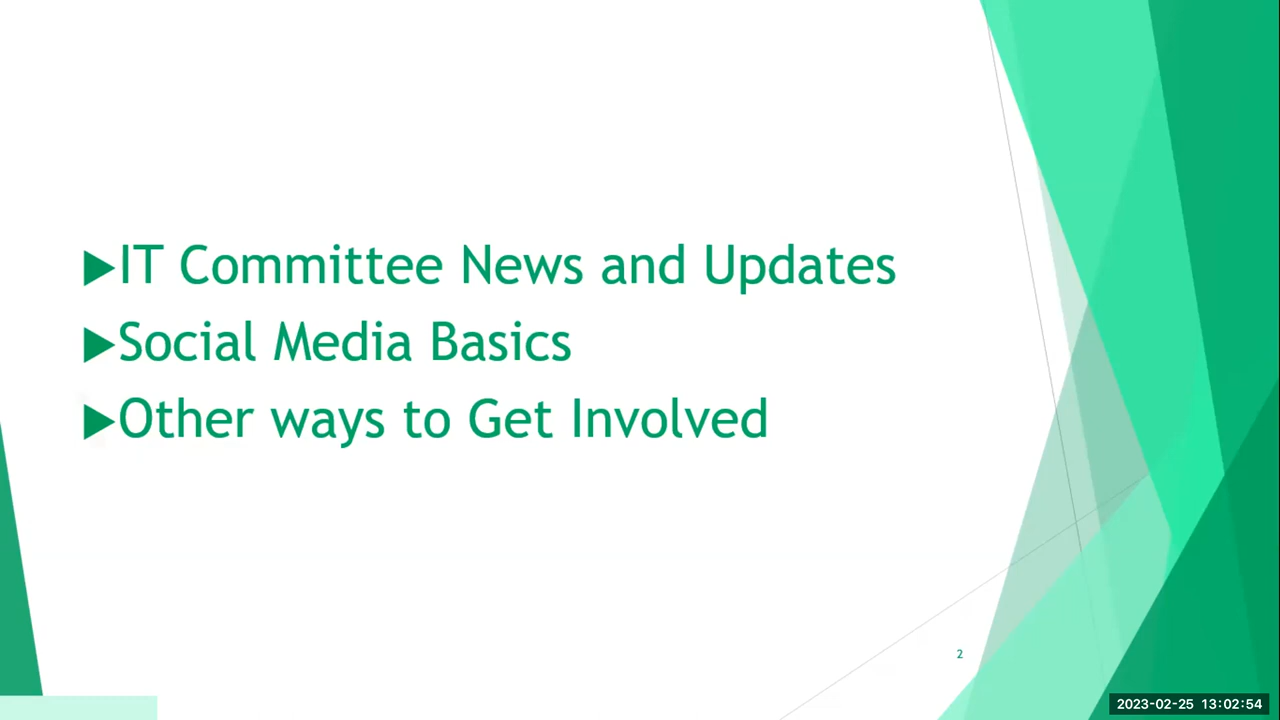 ▶IT Committee News and Updates
▶Social Media Basics
▶Other ways to Get Involved
2
2023-02-25 13:02:54